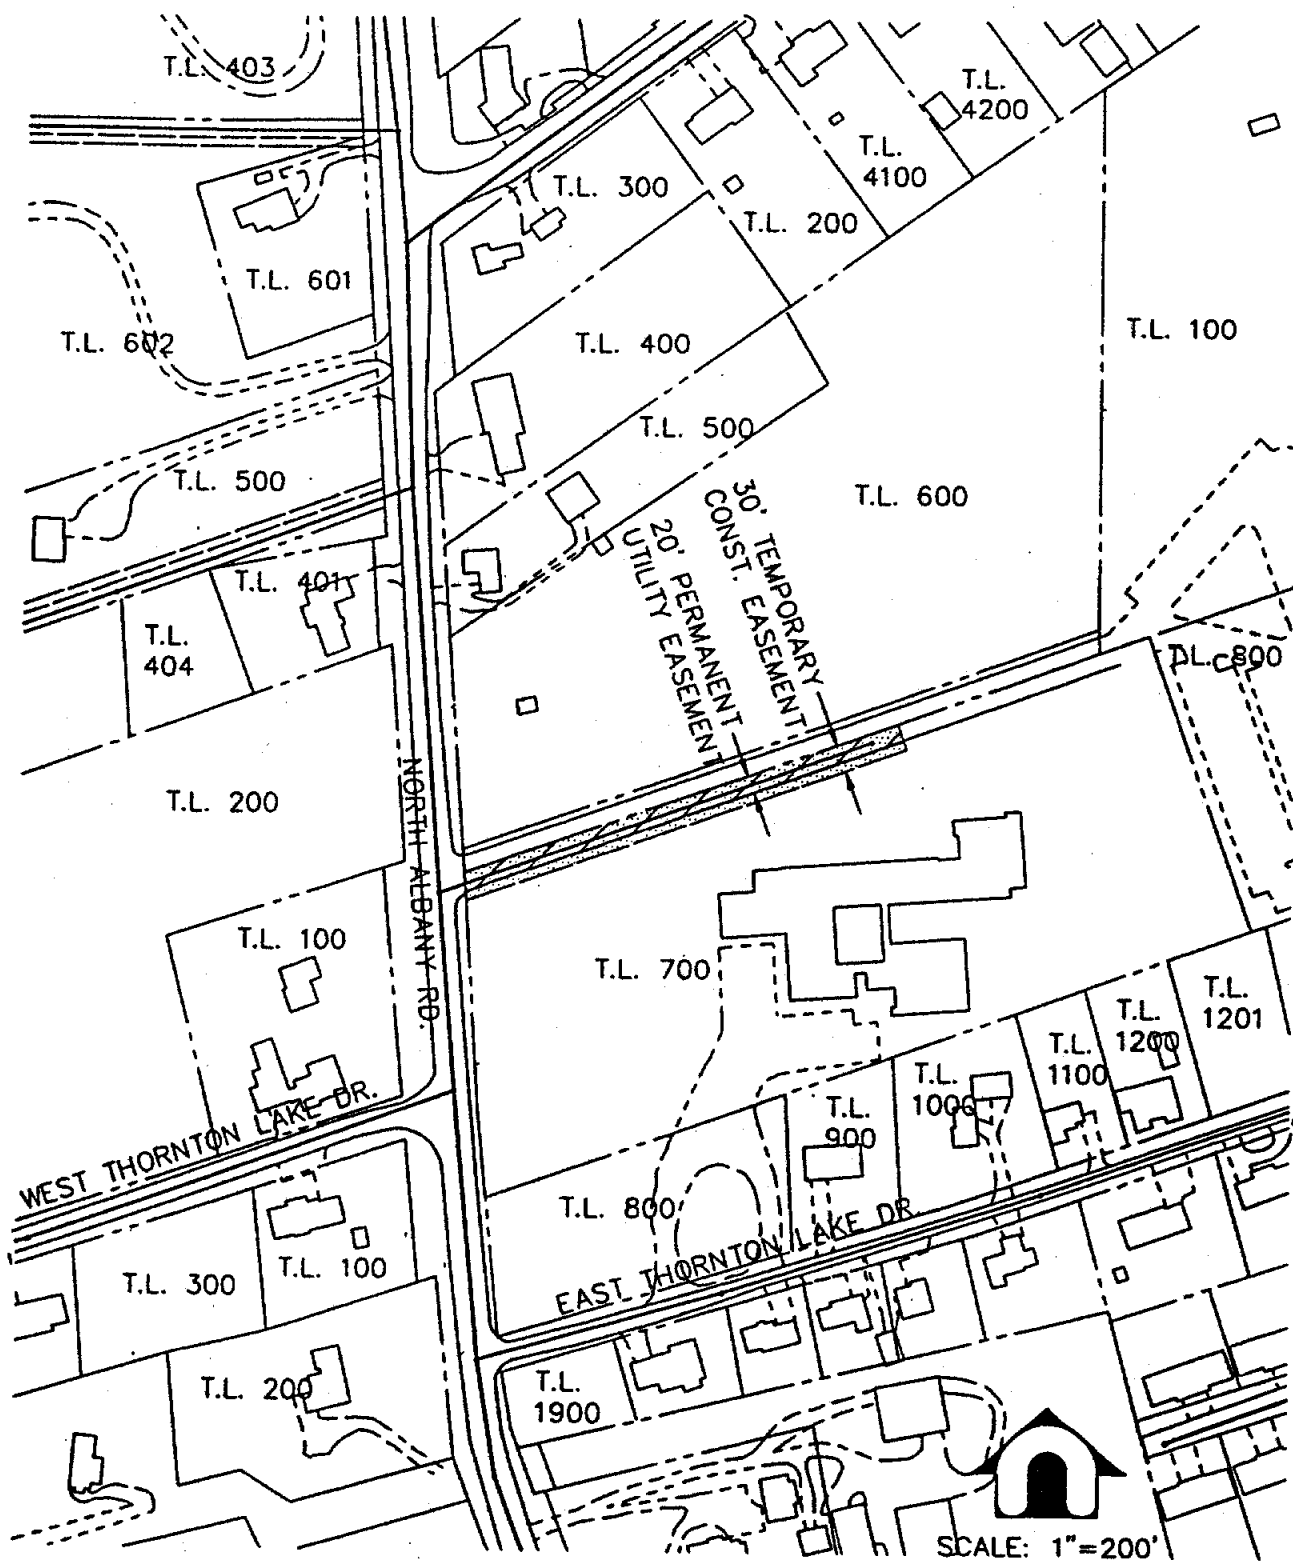 T.L. 403
T.L.
4200
T.L.
4100
T.L. 300
T.L. 200
T.L. 601
T.L. 602
T.L. 400
T.L. 100
T.L. 500
T.L. 500
T.L. 600
30' TEMPORARY
CONST. EASEMENT
20' PERMANENT
UTILITY EASEMENT
T.L. 401
T.L.
404
T.L. 800
T.L. 200
NORTH ALBANY RD.
T.L. 100
T.L. 700
T.L.
1201
T.L.
1200
T.L.
1100
T.L.
1000
T.L.
900
WEST THORNTON LAKE DR.
T.L. 800
EAST THORNTON LAKE DR.
T.L. 300
T.L. 100
T.L. 200
T.L.
1900
SCALE: 1"=200'